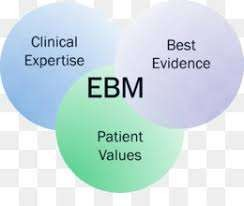 Clinical
Expertise
Best
Evidence
EBM
Patient
Values